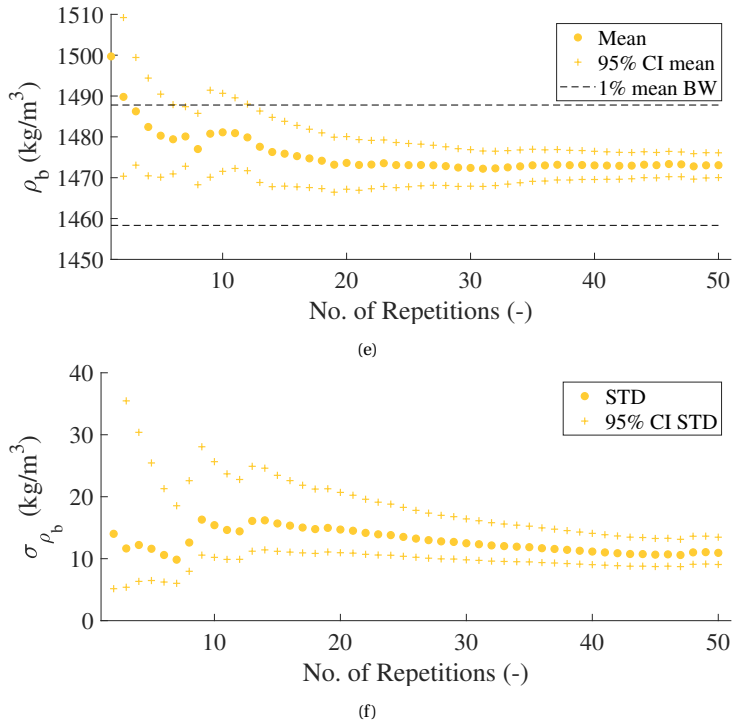 1510
1500
1490
1480
1470
1460
1450
ρb (kg/m³)
Mean
95% CI mean
1% mean BW
10 20 30 40 50
No. of Repetitions (-)
(e)
40
30
20
10
0
σρb (kg/m³)
STD
95% CI STD
10 20 30 40 50
No. of Repetitions (-)
(f)